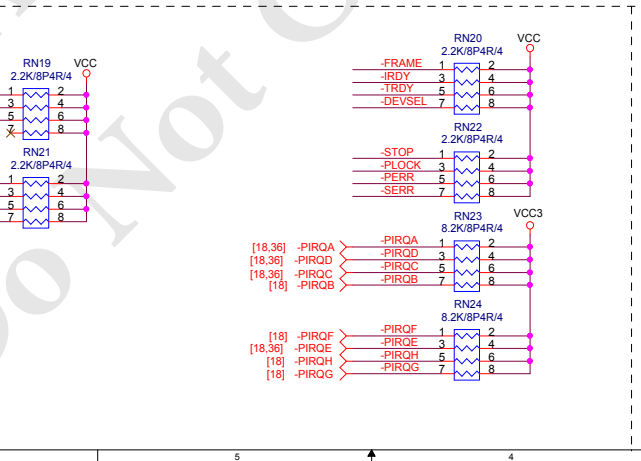 RN20
VCC
2.2K/8P4R/4
-FRAME 1 2
-IRDY 3 4
-TRDY 5 6
-DEVSEL 7 8
RN19
VCC
2.2K/8P4R/4
1 2
3 4
5 6
7 8
RN22
2.2K/8P4R/4
-STOP 1 2
-PLOCK 3 4
-PERR 5 6
-SERR 7 8
RN21
2.2K/8P4R/4
1 2
3 4
5 6
7 8
RN23
VCC3
8.2K/8P4R/4
[18,36] -PIRQA -PIRQA 1 2
[18,36] -PIRQD -PIRQD 3 4
[18,36] -PIRQC -PIRQC 5 6
[18] -PIRQB -PIRQB 7 8
RN24
8.2K/8P4R/4
[18] -PIRQF -PIRQF 1 2
[18,36] -PIRQE -PIRQE 3 4
[18] -PIRQH -PIRQH 5 6
[18] -PIRQG -PIRQG 7 8
5 4
Do Not